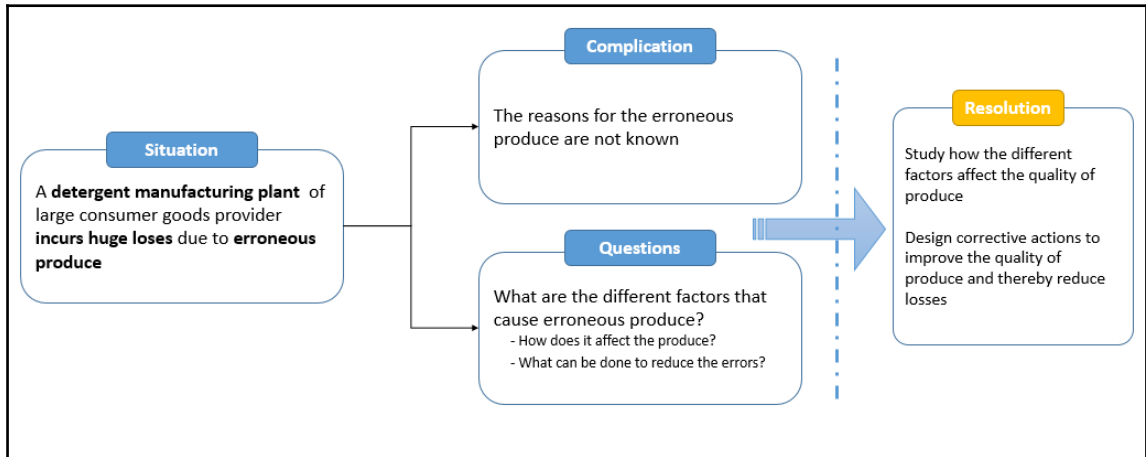 Situation
A detergent manufacturing plant of
large consumer goods provider
incurs huge loses due to erroneous
produce
Complication
The reasons for the erroneous
produce are not known
Questions
What are the different factors that
cause erroneous produce?
- How does it affect the produce?
- What can be done to reduce the errors?
Resolution
Study how the different
factors affect the quality of
produce
Design corrective actions to
improve the quality of
produce and thereby reduce
losses